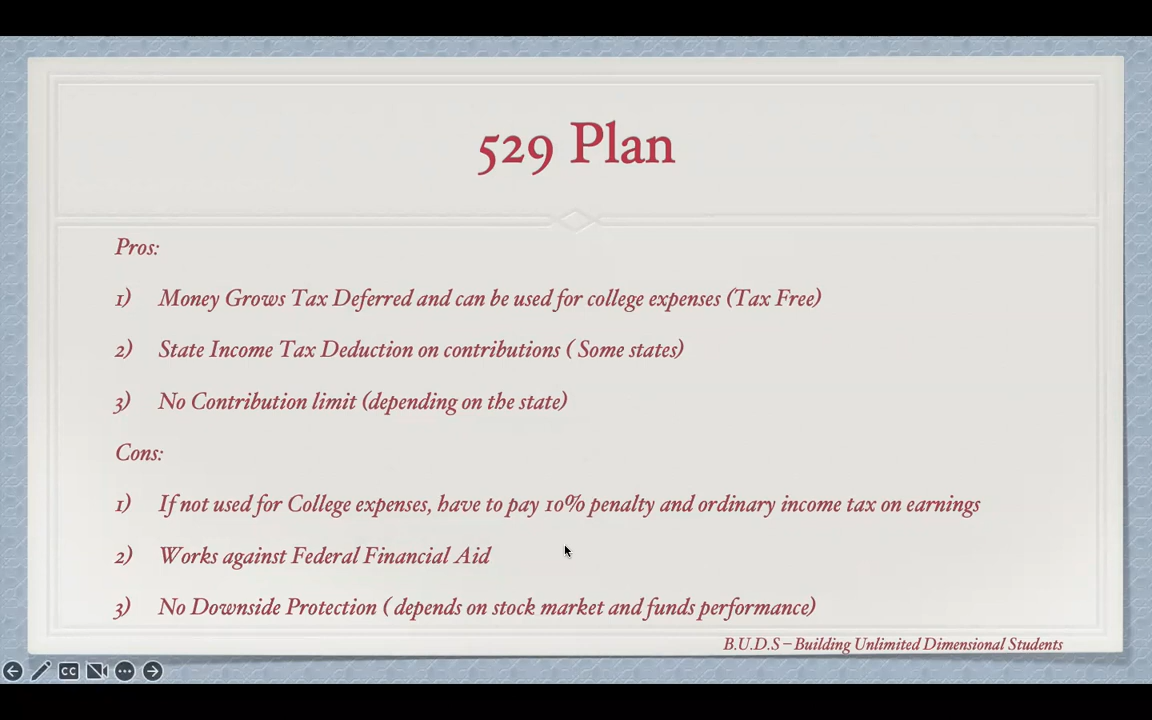 529 Plan
Pros:
1) Money Grows Tax Deferred and can be used for college expenses (Tax Free)
2) State Income Tax Deduction on contributions ( Some states)
3) No Contribution limit (depending on the state)
Cons:
1) If not used for College expenses, have to pay 10% penalty and ordinary income tax on earnings
2) Works against Federal Financial Aid
3) No Downside Protection ( depends on stock market and funds performance)
B.U.D.S – Building Unlimited Dimensional Students
CC